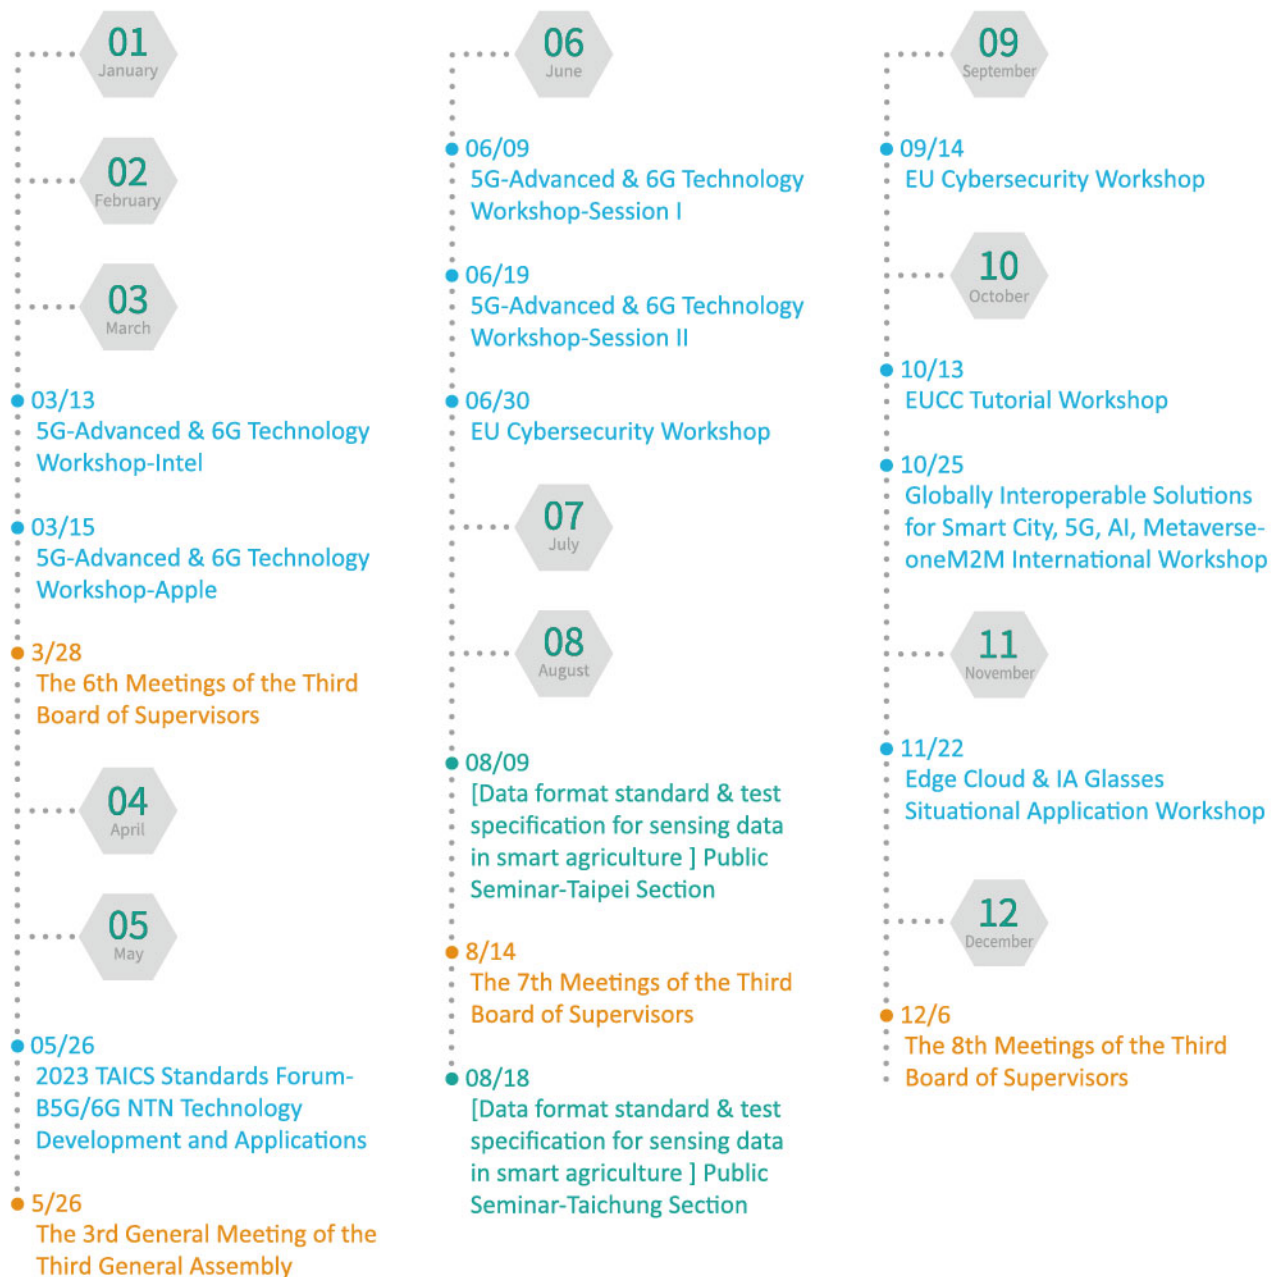 01
January
02
February
03
March
03/13
5G-Advanced & 6G Technology
Workshop-Intel
03/15
5G-Advanced & 6G Technology
Workshop-Apple
3/28
The 6th Meetings of the Third
Board of Supervisors
04
April
05
May
05/26
2023 TAICS Standards Forum-
B5G/6G NTN Technology
Development and Applications
5/26
The 3rd General Meeting of the
Third General Assembly
06
June
06/09
5G-Advanced & 6G Technology
Workshop-Session I
06/19
5G-Advanced & 6G Technology
Workshop-Session II
06/30
EU Cybersecurity Workshop
07
July
08
August
08/09
[Data format standard & test
specification for sensing data
in smart agriculture ] Public
Seminar-Taipei Section
8/14
The 7th Meetings of the Third
Board of Supervisors
08/18
[Data format standard & test
specification for sensing data
in smart agriculture ] Public
Seminar-Taichung Section
09
September
09/14
EU Cybersecurity Workshop
10
October
10/13
EUCC Tutorial Workshop
10/25
Globally Interoperable Solutions
for Smart City, 5G, AI, Metaverse-
oneM2M International Workshop
11
November
11/22
Edge Cloud & IA Glasses
Situational Application Workshop
12
December
12/6
The 8th Meetings of the Third
Board of Supervisors